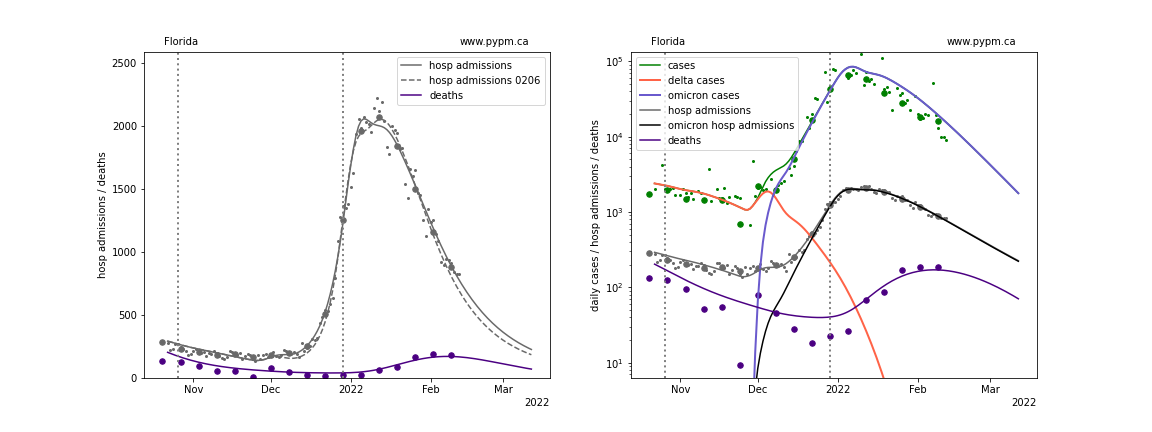 Florida
www.pypm.ca
hosp admissions / deaths
2500
2000
1500
1000
500
0
hosp admissions
hosp admissions 0206
deaths
Nov
Dec
2022
Feb
Mar
2022
Florida
www.pypm.ca
daily cases / hosp admissions / deaths
10⁵
10⁴
10³
10²
10¹
cases
delta cases
omicron cases
hosp admissions
omicron hosp admissions
deaths
Nov
Dec
2022
Feb
Mar
2022